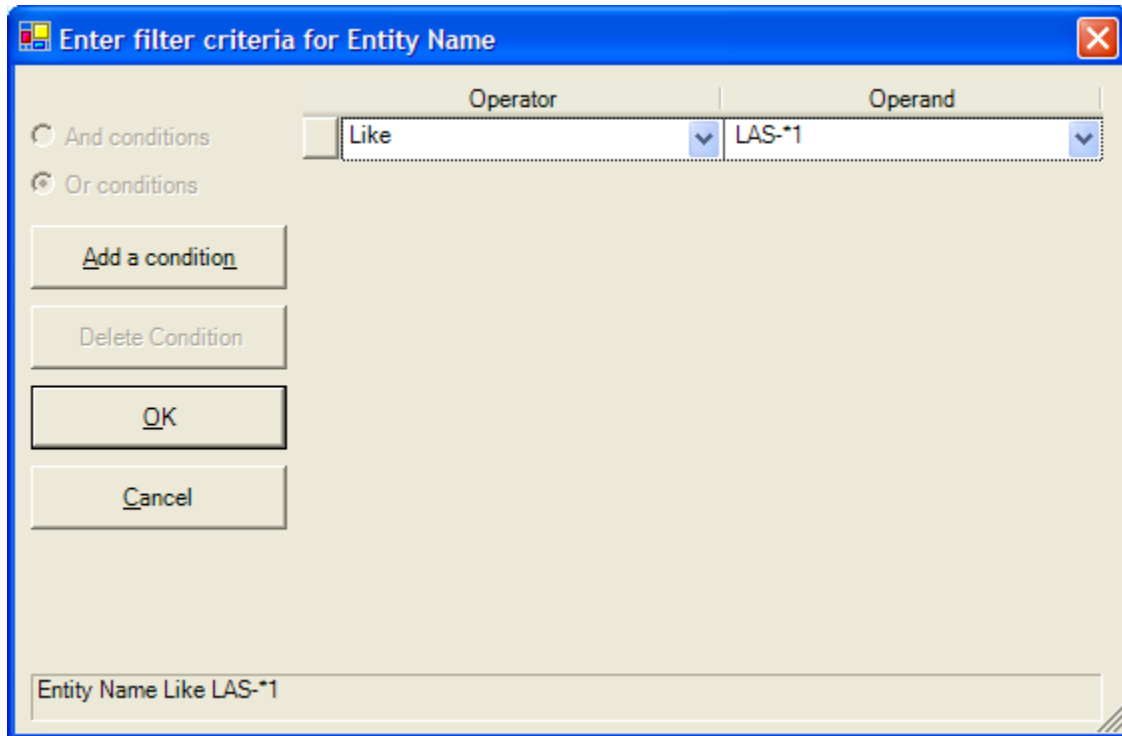 Enter filter criteria for Entity Name
Operator Operand
And conditions
Like LAS-*1
Or conditions
Add a condition
Delete Condition
OK
Cancel
Entity Name Like LAS-*1